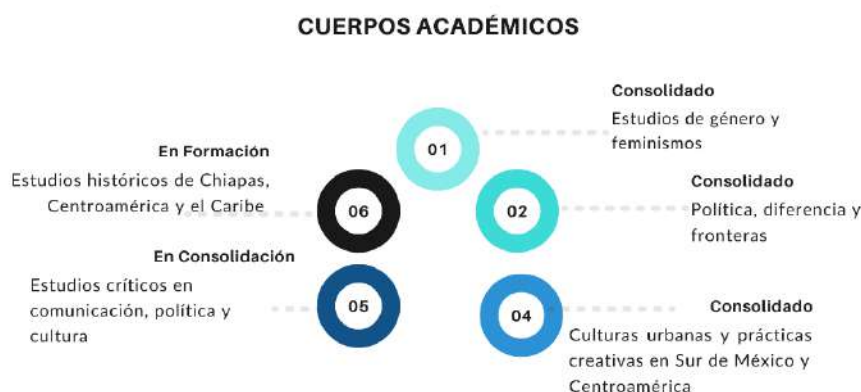 CUERPOS ACADÉMICOS
01
Consolidado
Estudios de género y
feminismos
02
Consolidado
Política, diferencia y
fronteras
04
Consolidado
Culturas urbanas y prácticas
creativas en Sur de México y
Centroamérica
05
En Consolidación
Estudios críticos en
comunicación, política y
cultura
06
En Formación
Estudios históricos de Chiapas,
Centroamérica y el Caribe